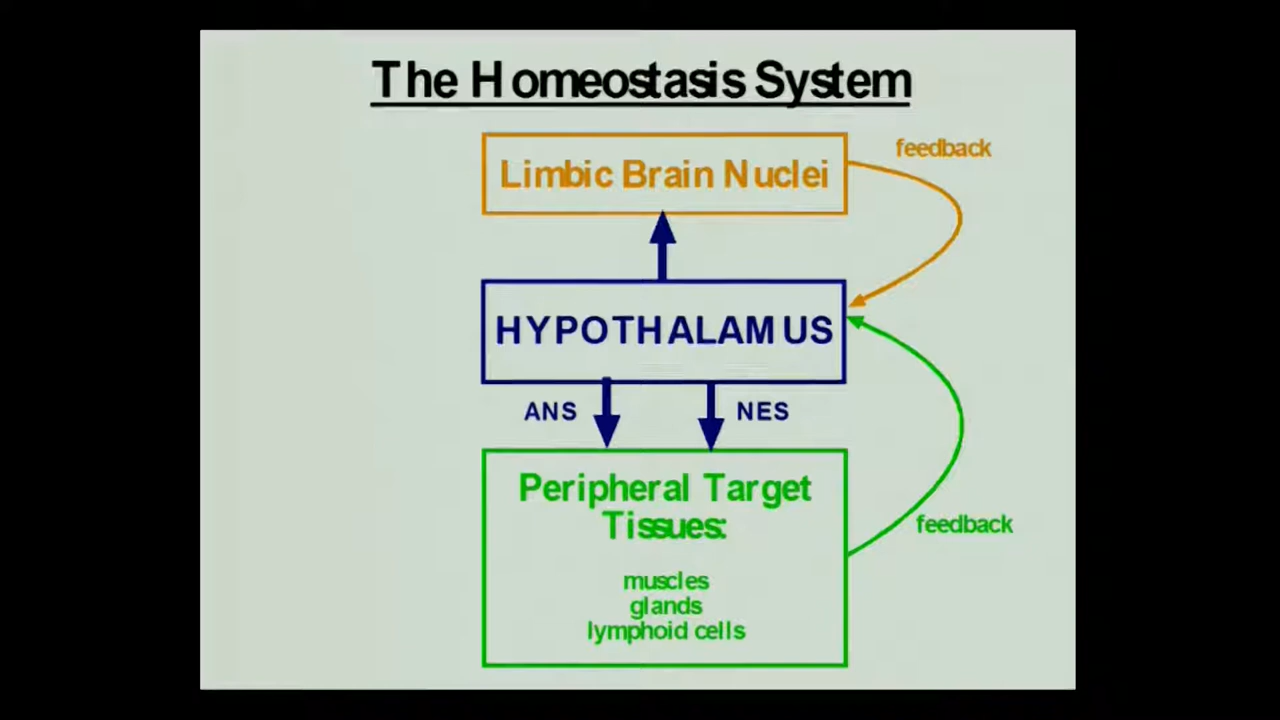 The Homeostasis System
feedback
Limbic Brain Nuclei
HYPOTHALAMUS
ANS
NES
Peripheral Target
Tissues:
feedback
muscles
glands
lymphoid cells